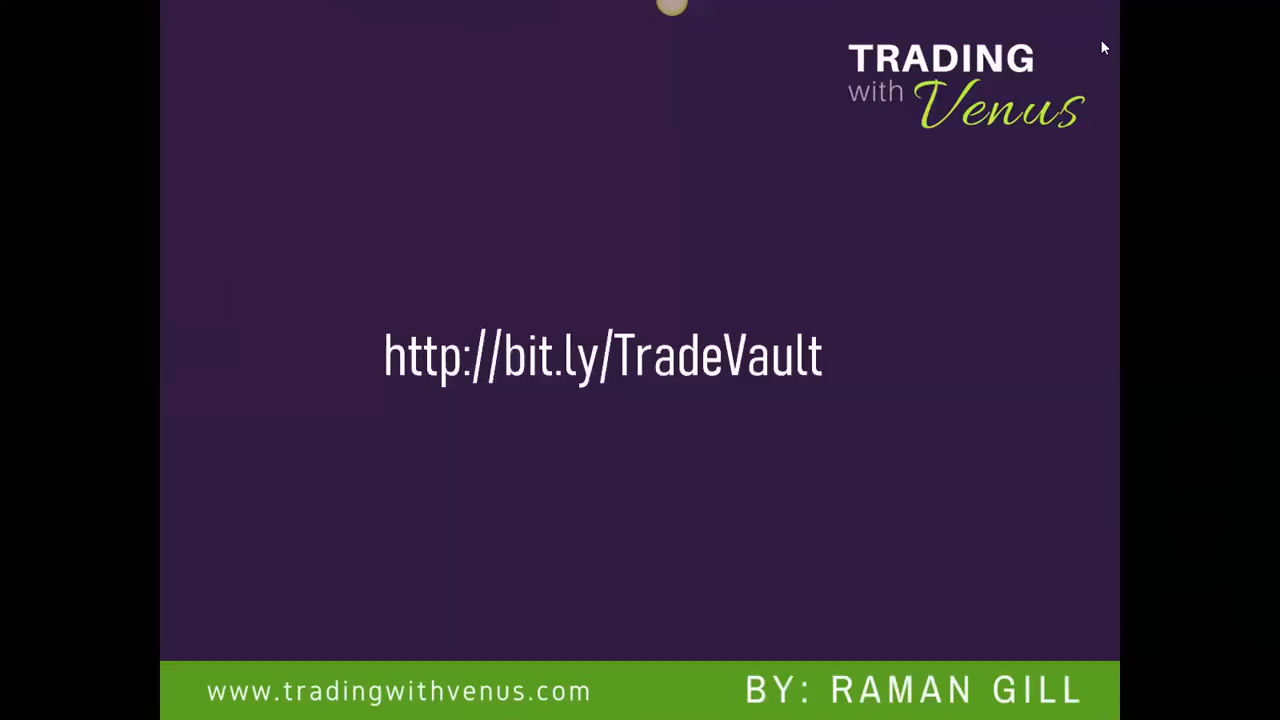 TRADING
with Venus
http://bit.ly/TradeVault
www.tradingwithvenus.com
BY: RAMAN GILL